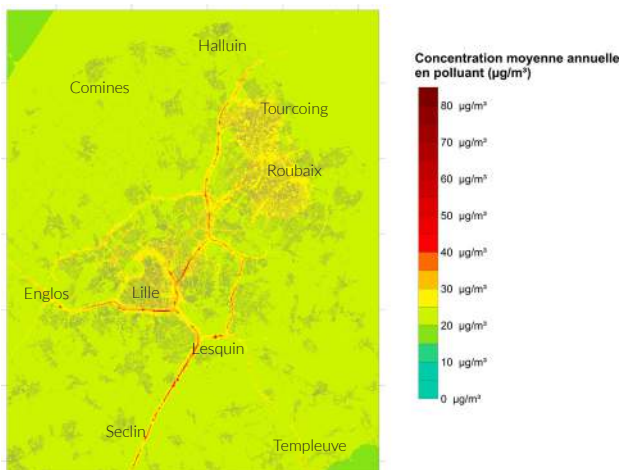 Halluin
Comines
Tourcoing
Roubaix
Englos
Lille
Lesquin
Seclin
Templeuve
Concentration moyenne annuelle
en polluant (µg/m³)
80 µg/m³
70 µg/m³
60 µg/m³
50 µg/m³
40 µg/m³
30 µg/m³
20 µg/m³
10 µg/m³
0 µg/m³